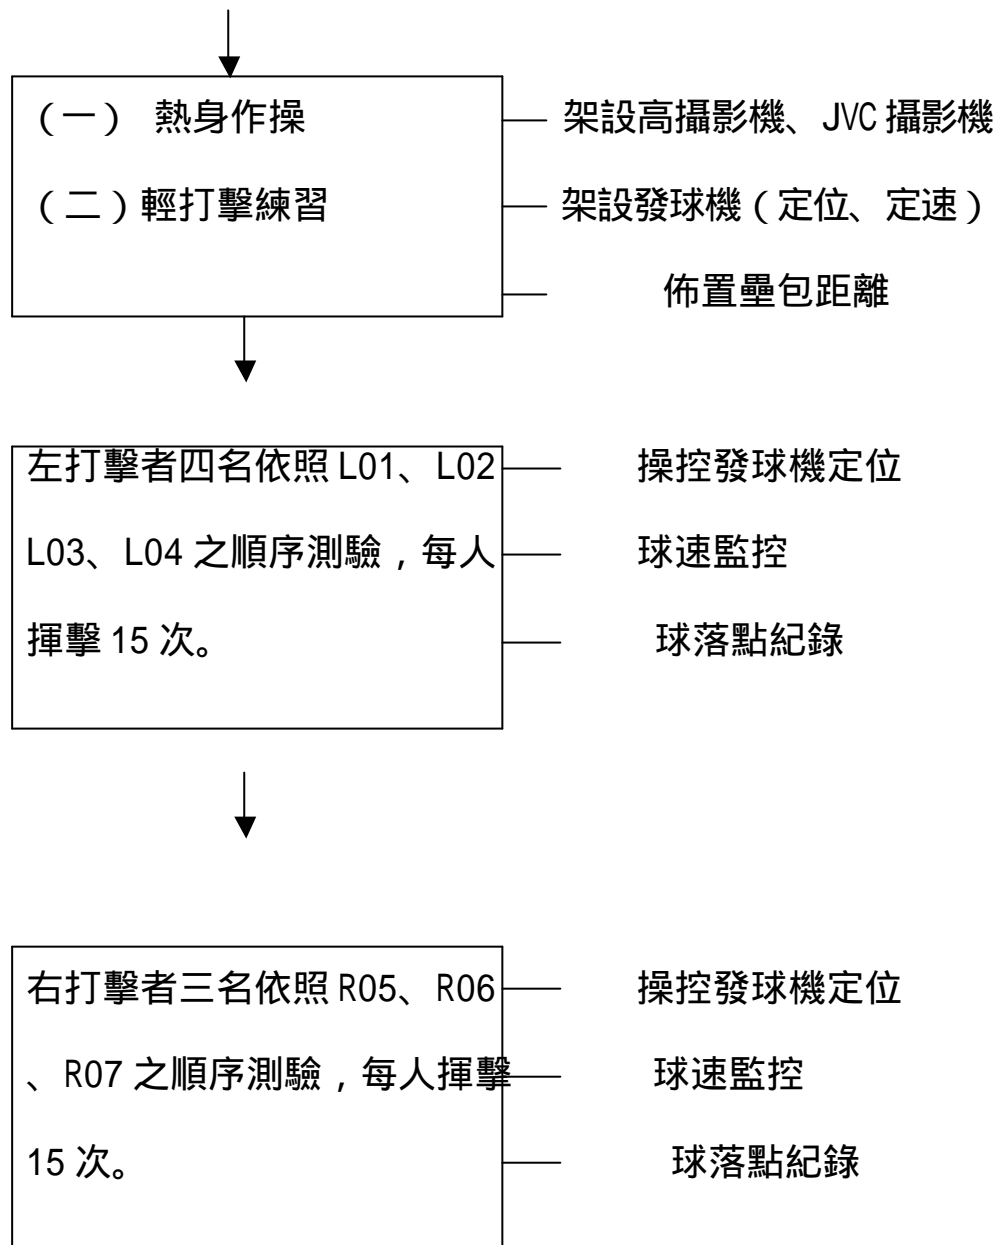 （一） 熱身作操
架設高攝影機、JVC 攝影機
（二）輕打擊練習
架設發球機（定位、定速）
佈置壘包距離
左打擊者四名依照 L01、L02
操控發球機定位
L03、L04 之順序測驗，每人
球速監控
揮擊 15 次。
球落點紀錄
右打擊者三名依照 R05、R06
操控發球機定位
、R07 之順序測驗，每人揮擊
球速監控
15 次。
球落點紀錄